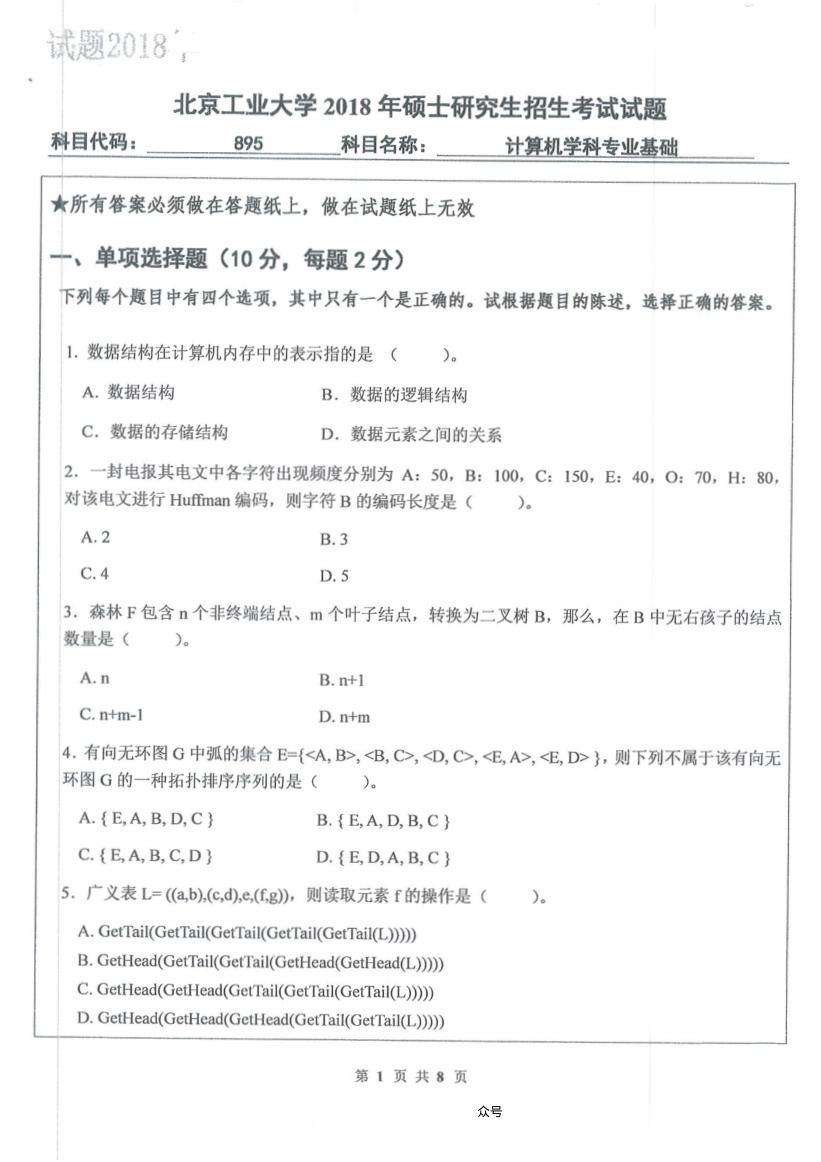 试题2018
北京工业大学 2018 年硕士研究生招生考试试题
科目代码： 895 科目名称： 计算机学科专业基础
★所有答案必须做在答题纸上，做在试题纸上无效
一、单项选择题（10 分，每题 2 分）
下列每个题目中有四个选项，其中只有一个是正确的。试根据题目的陈述，选择正确的答案。
1. 数据结构在计算机内存中的表示指的是 （ ）。
A. 数据结构 B. 数据的逻辑结构
C. 数据的存储结构 D. 数据元素之间的关系
2. 一封电报其电文中各字符出现频度分别为 A：50，B：100，C：150，E：40，O：70，H：80，
对该电文进行 Huffman 编码，则字符 B 的编码长度是（ ）。
A. 2 B. 3
C. 4 D. 5
3. 森林 F 包含 n 个非终端结点、m 个叶子结点，转换为二叉树 B，那么，在 B 中无右孩子的结点
数量是（ ）。
A. n B. n+1
C. n+m-1 D. n+m
4. 有向无环图 G 中弧的集合 E={<A, B>, <B, C>, <D, C>, <E, A>, <E, D> }，则下列不属于该有向无
环图 G 的一种拓扑排序序列的是（ ）。
A. { E, A, B, D, C } B. { E, A, D, B, C }
C. { E, A, B, C, D } D. { E, D, A, B, C }
5. 广义表 L= ((a,b),(c,d),e,(f,g))，则读取元素 f 的操作是（ ）。
A. GetTail(GetTail(GetTail(GetTail(GetTail(L)))))
B. GetHead(GetTail(GetTail(GetHead(GetHead(L)))))
C. GetHead(GetHead(GetTail(GetTail(GetTail(L)))))
D. GetHead(GetHead(GetHead(GetTail(GetTail(L)))))
第 1 页 共 8 页
众号